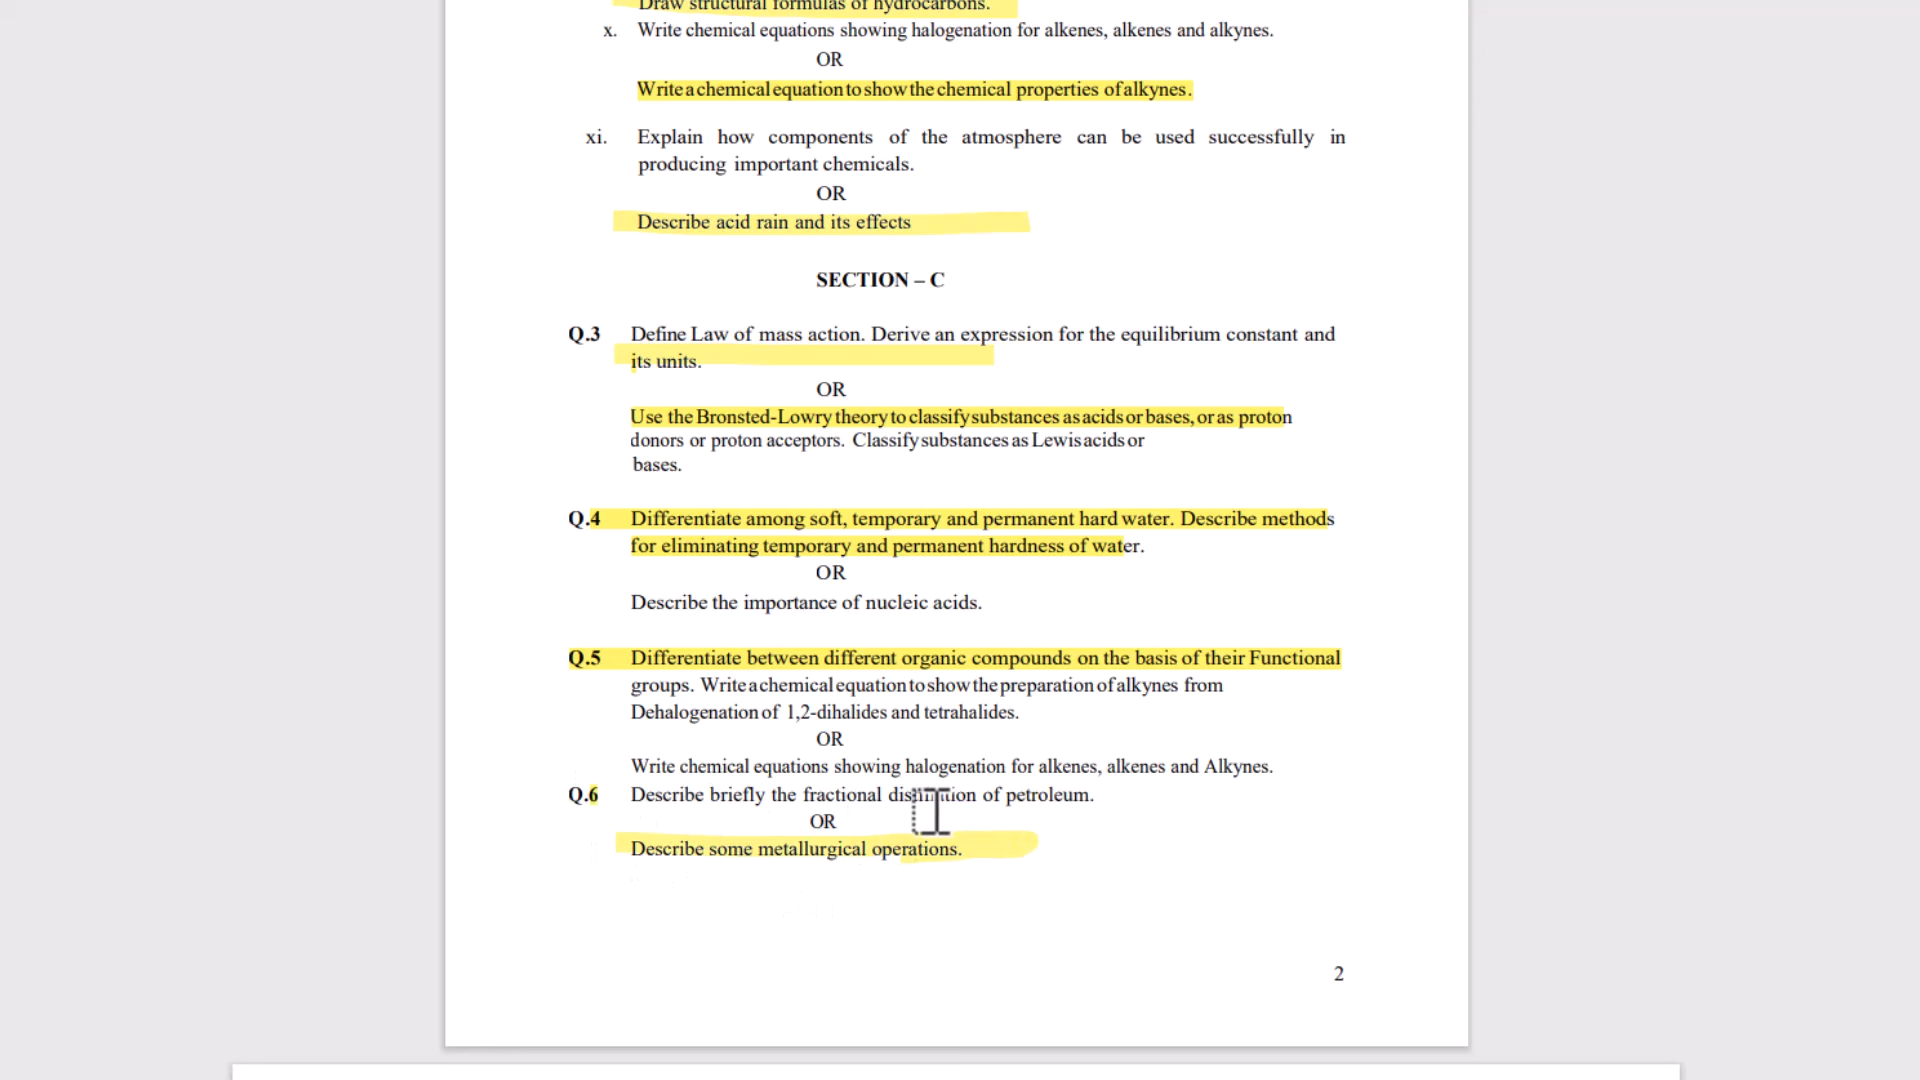 Draw structural formulas of hydrocarbons.
x. Write chemical equations showing halogenation for alkenes, alkenes and alkynes.
OR
Write a chemical equation to show the chemical properties of alkynes.
xi. Explain how components of the atmosphere can be used successfully in
producing important chemicals.
OR
Describe acid rain and its effects
SECTION – C
Q.3 Define Law of mass action. Derive an expression for the equilibrium constant and
its units.
OR
Use the Bronsted-Lowry theory to classify substances as acids or bases, or as proton
donors or proton acceptors. Classify substances as Lewis acids or
bases.
Q.4 Differentiate among soft, temporary and permanent hard water. Describe methods
for eliminating temporary and permanent hardness of water.
OR
Describe the importance of nucleic acids.
Q.5 Differentiate between different organic compounds on the basis of their Functional
groups. Write a chemical equation to show the preparation of alkynes from
Dehalogenation of 1,2-dihalides and tetrahalides.
OR
Write chemical equations showing halogenation for alkenes, alkenes and Alkynes.
Q.6 Describe briefly the fractional distillation of petroleum.
OR
Describe some metallurgical operations.
2